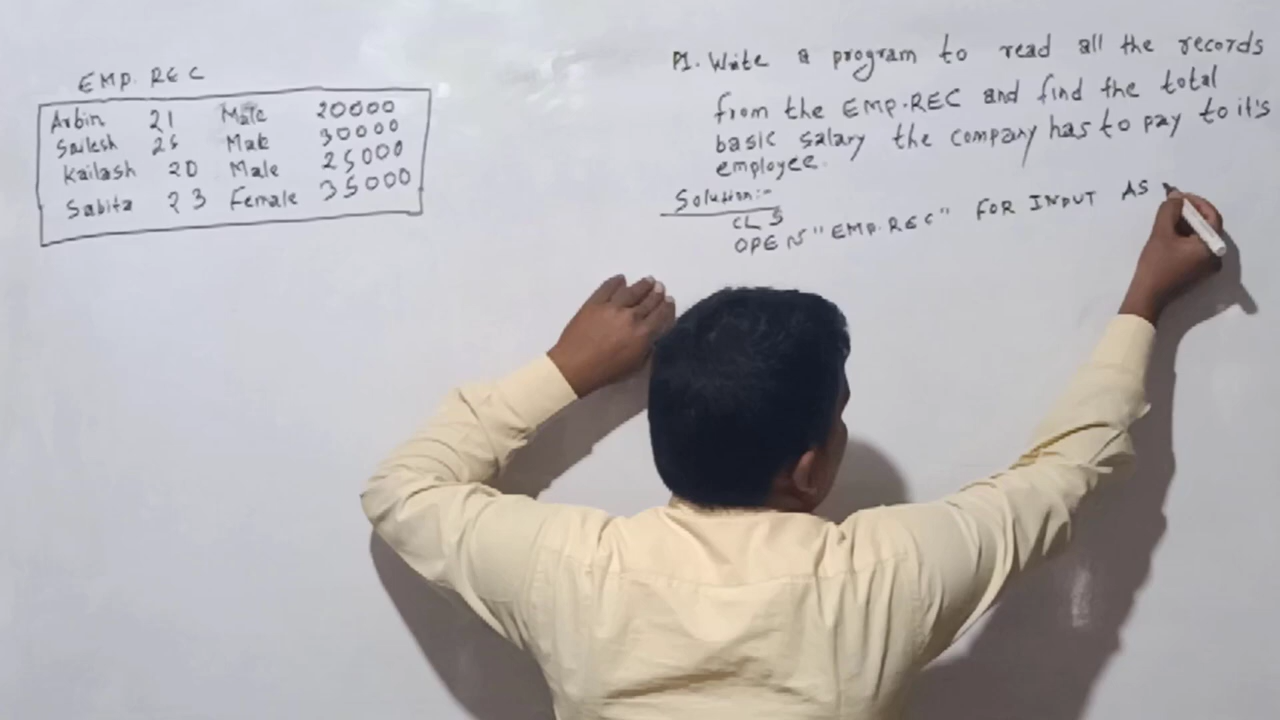 EMP. REC
Arbin 21 Male 20000
Sailesh 25 Male 30000
Kailash 20 Male 25000
Sabita 23 Female 35000
P1. Write a program to read all the records
from the EMP.REC and find the total
basic salary the company has to pay to it's
employee.
Solution:-
CLS
OPEN "EMP.REC" FOR INPUT AS